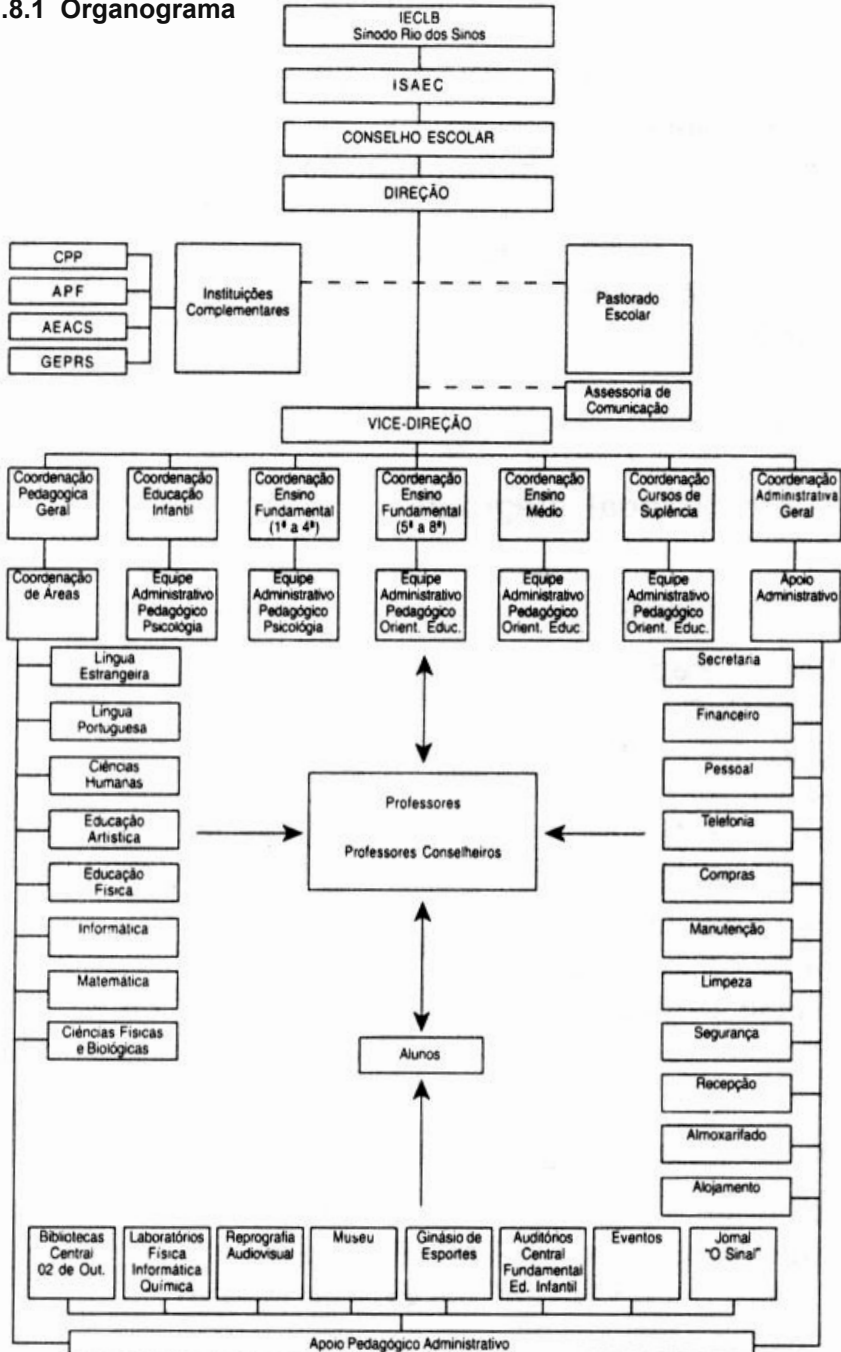 .8.1 Organograma
IECLB
Sínodo Rio dos Sinos
ISAEC
CONSELHO ESCOLAR
DIREÇÃO
CPP
APF
AEACS
GEPRS
Instituições
Complementares
Pastorado
Escolar
Assessoria de
Comunicação
VICE-DIREÇÃO
Coordenação
Pedagogica
Geral
Coordenação
Educação
Infantil
Coordenação
Ensino
Fundamental
(1ª a 4ª)
Coordenação
Ensino
Fundamental
(5ª a 8ª)
Coordenação
Ensino
Médio
Coordenação
Cursos de
Suplência
Coordenação
Administrativa
Geral
Coordenação
de Áreas
Equipe
Administrativo
Pedagógico
Psicológia
Equipe
Administrativo
Pedagógico
Psicológia
Equipe
Administrativo
Pedagógico
Orient. Educ.
Equipe
Administrativo
Pedagógico
Orient. Educ.
Equipe
Administrativo
Pedagógico
Orient. Educ.
Apoio
Administrativo
Língua
Estrangeira
Língua
Portuguesa
Ciências
Humanas
Educação
Artística
Educação
Física
Informática
Matemática
Ciências Físicas
e Biológicas
Professores
Professores Conselheiros
Alunos
Secretaria
Financeiro
Pessoal
Telefonia
Compras
Manutenção
Limpeza
Segurança
Recepção
Almoxarifado
Alojamento
Bibliotecas
Central
02 de Out.
Laboratórios
Física
Informática
Química
Reprografia
Audiovisual
Museu
Ginásio de
Esportes
Auditórios
Central
Fundamental
Ed. Infantil
Eventos
Jornal
"O Sinal"
Apoio Pedagógico Administrativo